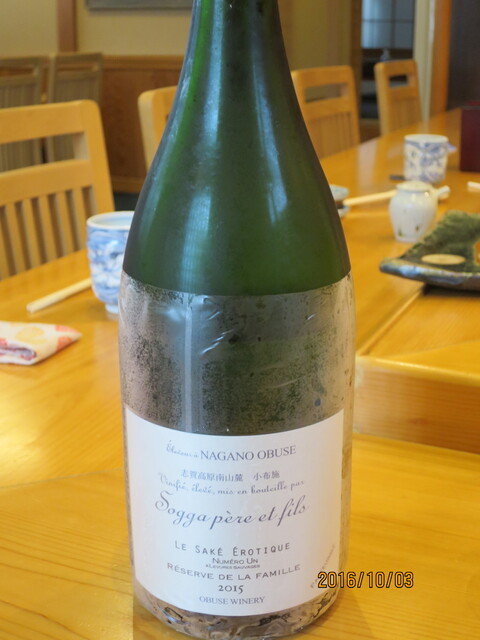 Élevé à NAGANO OBUSE
志賀高原南山麓 小布施
Vinifié, élevé, mis en bouteille par
Sogga père et fils
LE SAKÉ ÉROTIQUE
NUMÉRO UN
+LEVURES SAUVAGES
RÉSERVE DE LA FAMILLE
2015
OBUSE WINERY
2016/10/03